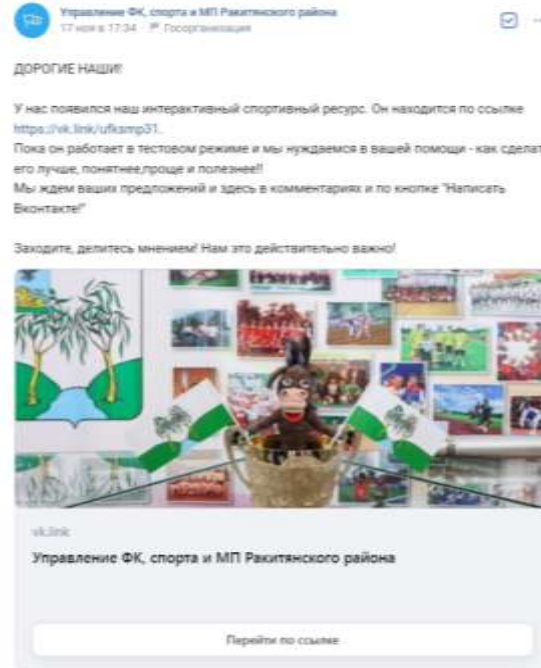 Управление ФК, спорта и МП Ракитянского района
17 ноя в 17:34 · Госорганизация
ДОРОГИЕ НАШИ!
У нас появился наш интерактивный спортивный ресурс. Он находится по ссылке
https://vk.link/ufksmp31.
Пока он работает в тестовом режиме и мы нуждаемся в вашей помощи - как сделат
его лучше, понятнее,проще и полезнее!!
Мы ждем ваших предложений и здесь в комментариях и по кнопке "Написать
Вконтакте!"
Заходите, делитесь мнением! Нам это действительно важно!
vk.link
Управление ФК, спорта и МП Ракитянского района
Перейти по ссылке